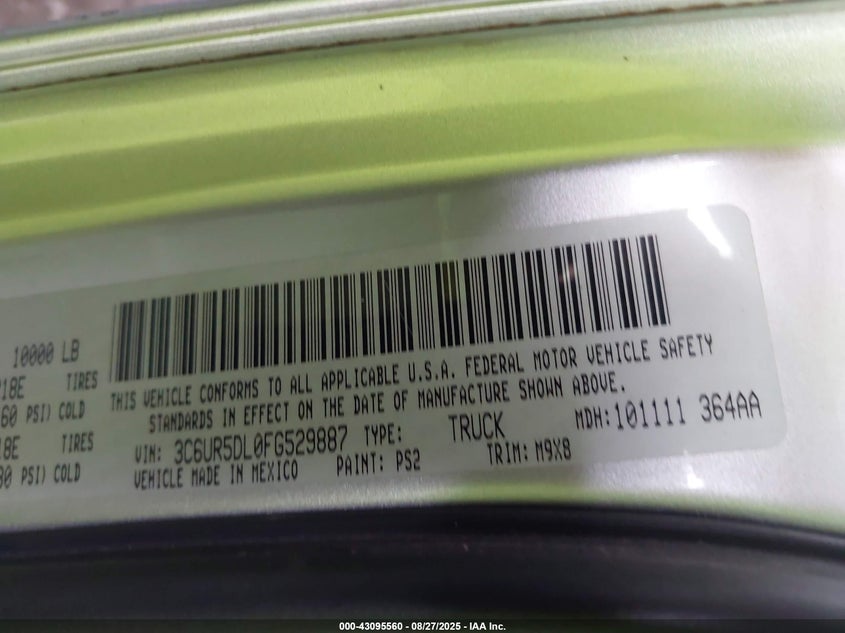 10000 LB
18E TIRES
60 PSI) COLD
18E TIRES
80 PSI) COLD
THIS VEHICLE CONFORMS TO ALL APPLICABLE U.S.A. FEDERAL MOTOR VEHICLE SAFETY
STANDARDS IN EFFECT ON THE DATE OF MANUFACTURE SHOWN ABOVE.
VIN: 3C6UR5DL0FG529887 TYPE: TRUCK MDH: 101111 364AA
VEHICLE MADE IN MEXICO PAINT: PS2 TRIM: M9X8
000-43095560 - 08/27/2025 - IAA Inc.